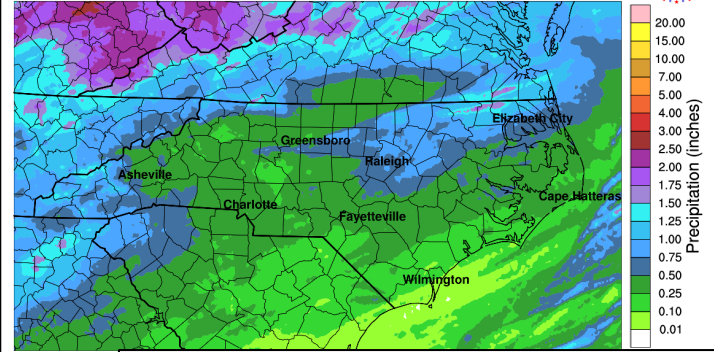 Elizabeth City
Greensboro
Raleigh
Asheville
Cape Hatteras
Charlotte
Fayetteville
Wilmington
20.00
15.00
10.00
7.00
5.00
4.00
3.00
2.50
2.00
1.75
1.50
1.25
1.00
0.75
0.50
0.25
0.10
0.01
Precipitation (inches)